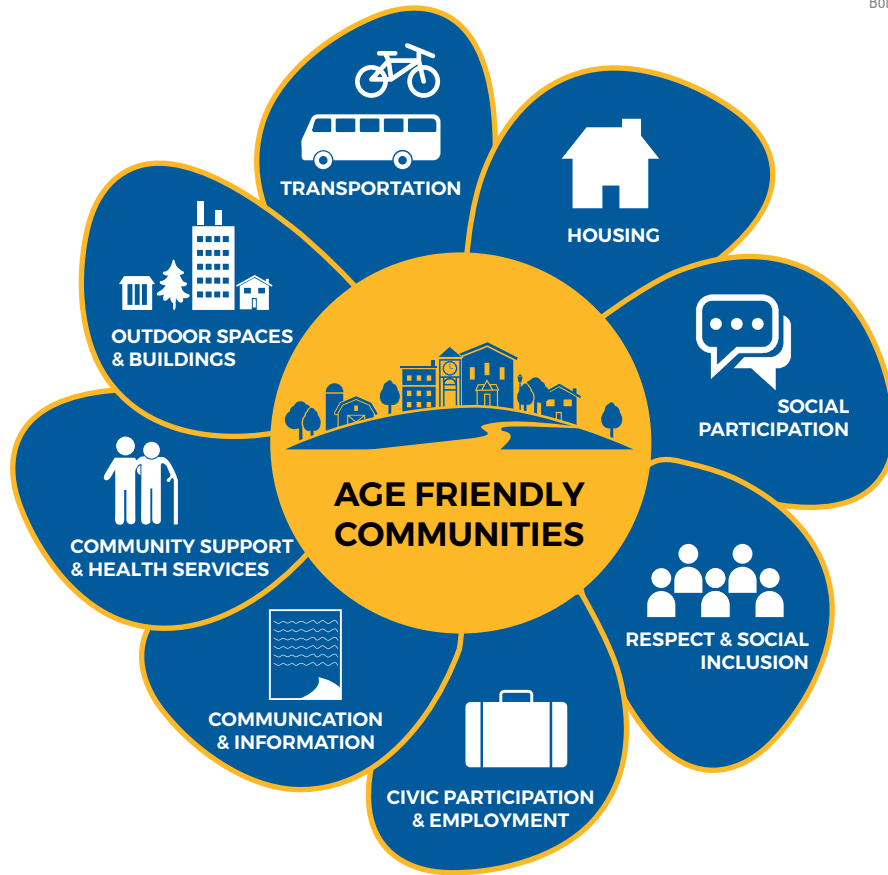 TRANSPORTATION
HOUSING
SOCIAL
PARTICIPATION
RESPECT & SOCIAL
INCLUSION
CIVIC PARTICIPATION
& EMPLOYMENT
COMMUNICATION
& INFORMATION
COMMUNITY SUPPORT
& HEALTH SERVICES
OUTDOOR SPACES
& BUILDINGS
AGE FRIENDLY
COMMUNITIES